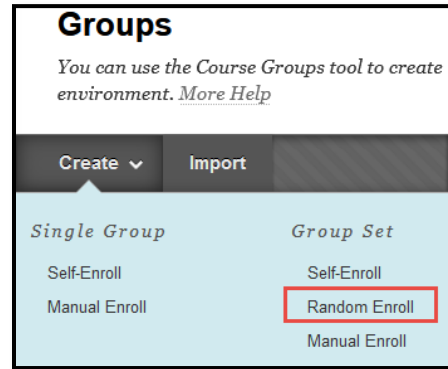 Groups
You can use the Course Groups tool to create
environment. More Help
Create Import
Single Group
Self-Enroll
Manual Enroll
Group Set
Self-Enroll
Random Enroll
Manual Enroll